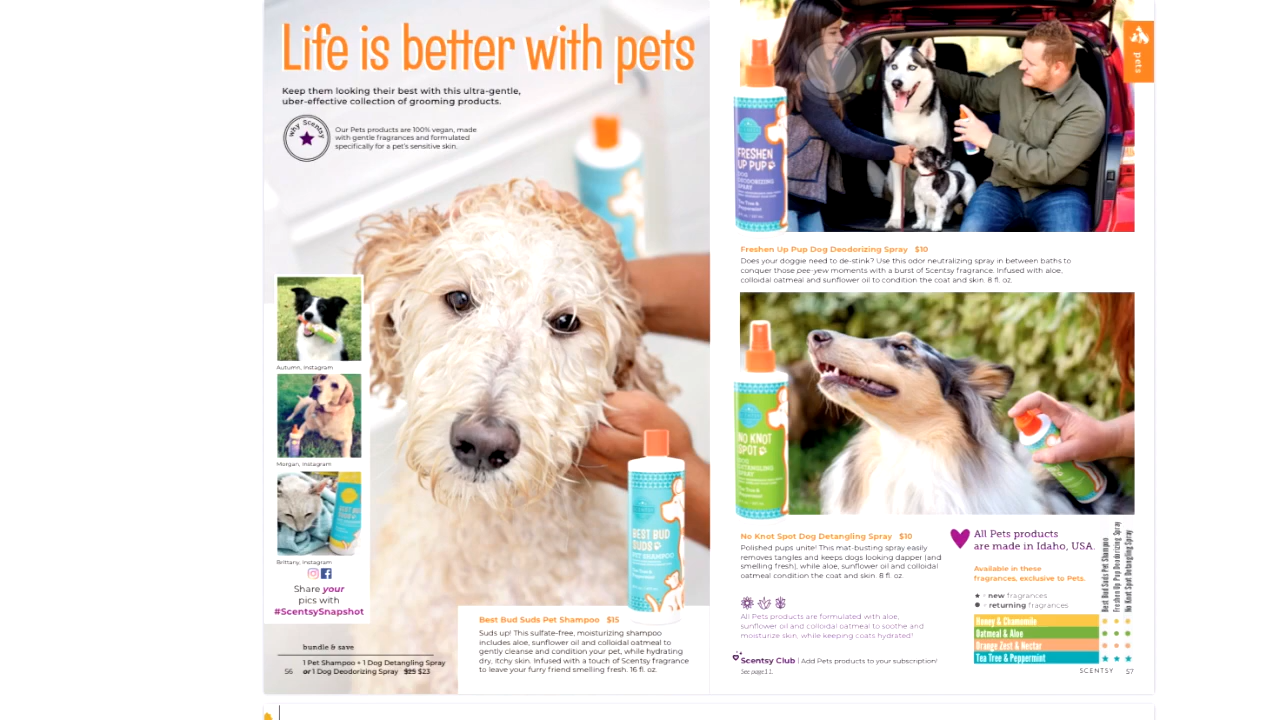 Life is better with pets
Keep them looking their best with this ultra-gentle,
uber-effective collection of grooming products.
Why Scentsy
Our Pets products are 100% vegan, made
with gentle fragrances and formulated
specifically for a pet's sensitive skin.
Autumn, Instagram
Morgan, Instagram
Brittany, Instagram
Share your
pics with
#ScentsySnapshot
bundle & save
1 Pet Shampoo + 1 Dog Detangling Spray
or 1 Dog Deodorizing Spray $25 $23
56
BEST BUD
SUDS
PET SHAMPOO
Tea Tree &
Peppermint
Best Bud Suds Pet Shampoo $15
Suds up! This sulfate-free, moisturizing shampoo
includes aloe, sunflower oil and colloidal oatmeal to
gently cleanse and condition your pet, while hydrating
dry, itchy skin. Infused with a touch of Scentsy fragrance
to leave your furry friend smelling fresh. 16 fl. oz.
pets
FRESHEN
UP PUP
DOG
DEODORIZING
SPRAY
Tea Tree &
Peppermint
Freshen Up Pup Dog Deodorizing Spray $10
Does your doggie need to de-stink? Use this odor neutralizing spray in between baths to
conquer those pee-yew moments with a burst of Scentsy fragrance. Infused with aloe,
colloidal oatmeal and sunflower oil to condition the coat and skin. 8 fl. oz.
NO KNOT
SPOT
DOG
DETANGLING
SPRAY
Tea Tree &
Peppermint
No Knot Spot Dog Detangling Spray $10
Polished pups unite! This mat-busting spray easily
removes tangles and keeps dogs looking dapper (and
smelling fresh), while aloe, sunflower oil and colloidal
oatmeal condition the coat and skin. 8 fl. oz.
All Pets products are formulated with aloe,
sunflower oil and colloidal oatmeal to soothe and
moisturize skin, while keeping coats hydrated!
Scentsy Club | Add Pets products to your subscription!
See page 11.
All Pets products
are made in Idaho, USA.
Available in these
fragrances, exclusive to Pets.
★ - new fragrances
● - returning fragrances
Best Bud Suds Pet Shampoo
Freshen Up Pup Deodorizing Spray
No Knot Spot Detangling Spray
Honey & Chamomile
Oatmeal & Aloe
Orange Zest & Nectar
Tea Tree & Peppermint
SCENTSY 57